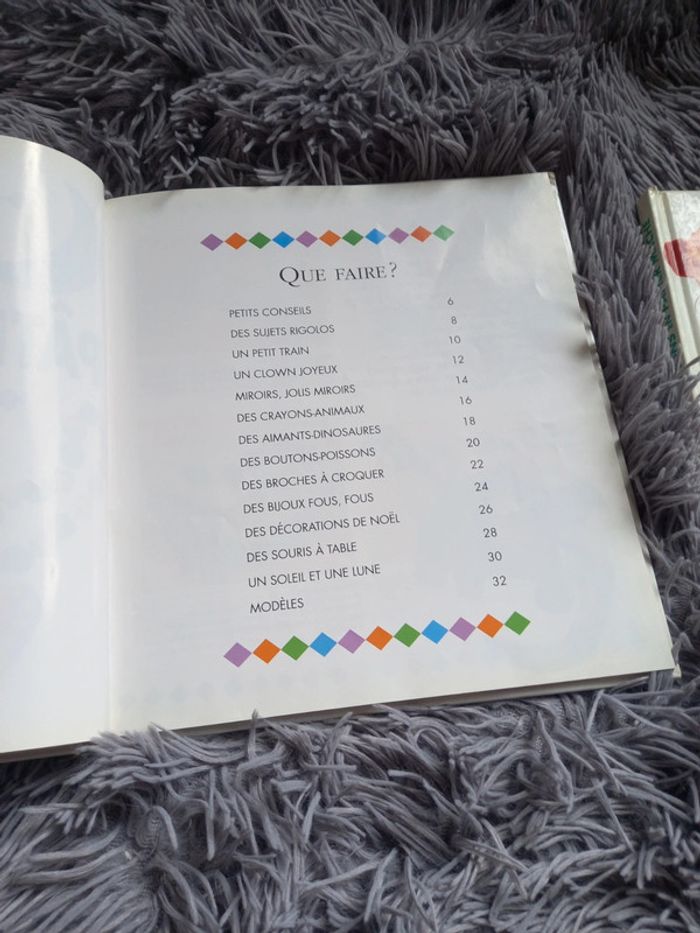 QUE FAIRE?
PETITS CONSEILS 6
DES SUJETS RIGOLOS 8
UN PETIT TRAIN 10
UN CLOWN JOYEUX 12
MIROIRS, JOLIS MIROIRS 14
DES CRAYONS-ANIMAUX 16
DES AIMANTS-DINOSAURES 18
DES BOUTONS-POISSONS 20
DES BROCHES À CROQUER 22
DES BIJOUX FOUS, FOUS 24
DES DÉCORATIONS DE NOËL 26
DES SOURIS À TABLE 28
UN SOLEIL ET UNE LUNE 30
MODÈLES 32